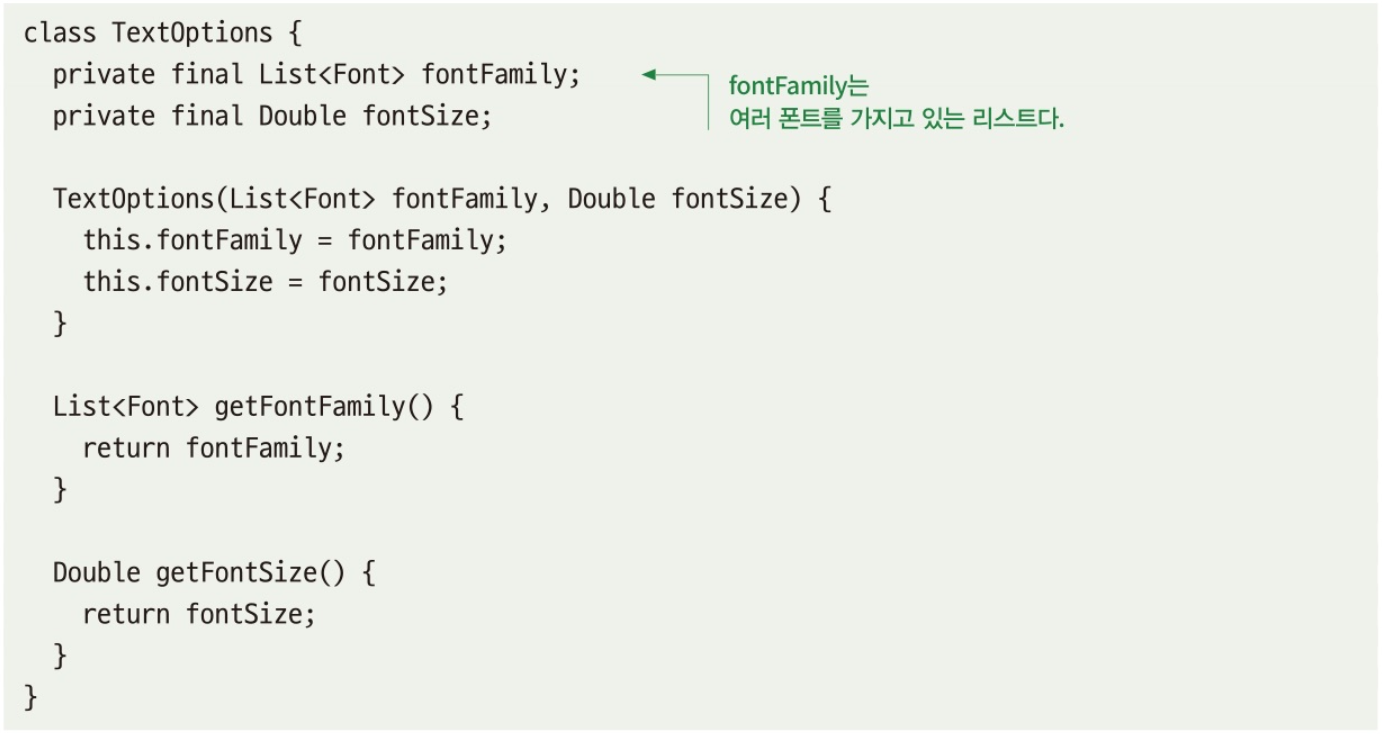 class TextOptions {
private final List<Font> fontFamily;
fontFamily는
여러 폰트를 가지고 있는 리스트다.
private final Double fontSize;
TextOptions(List<Font> fontFamily, Double fontSize) {
this.fontFamily = fontFamily;
this.fontSize = fontSize;
}
List<Font> getFontFamily() {
return fontFamily;
}
Double getFontSize() {
return fontSize;
}
}